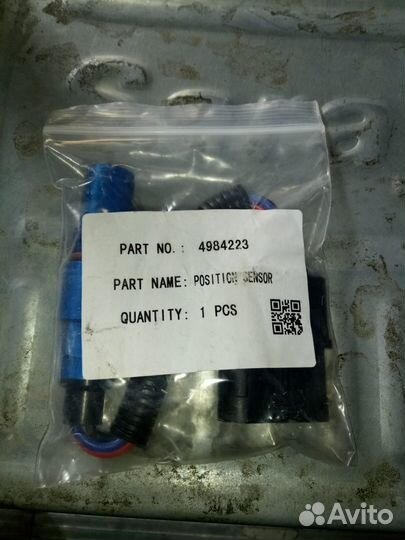 PART NO.: 4984223
PART NAME: POSITION SENSOR
QUANTITY: 1 PCS
Avito